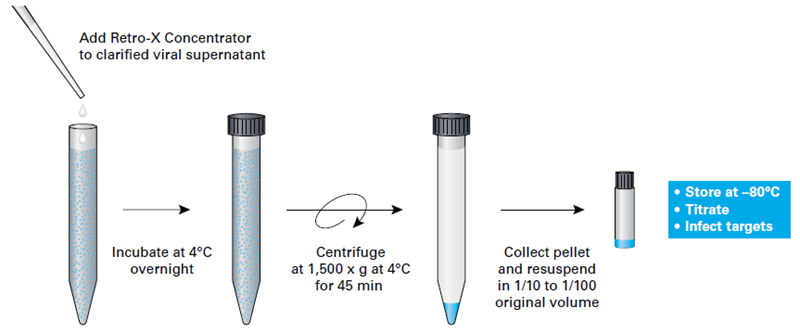 Add Retro-X Concentrator
to clarified viral supernatant
Incubate at 4°C
overnight
Centrifuge
at 1,500 x g at 4°C
for 45 min
Collect pellet
and resuspend
in 1/10 to 1/100
original volume
• Store at –80°C
• Titrate
• Infect targets